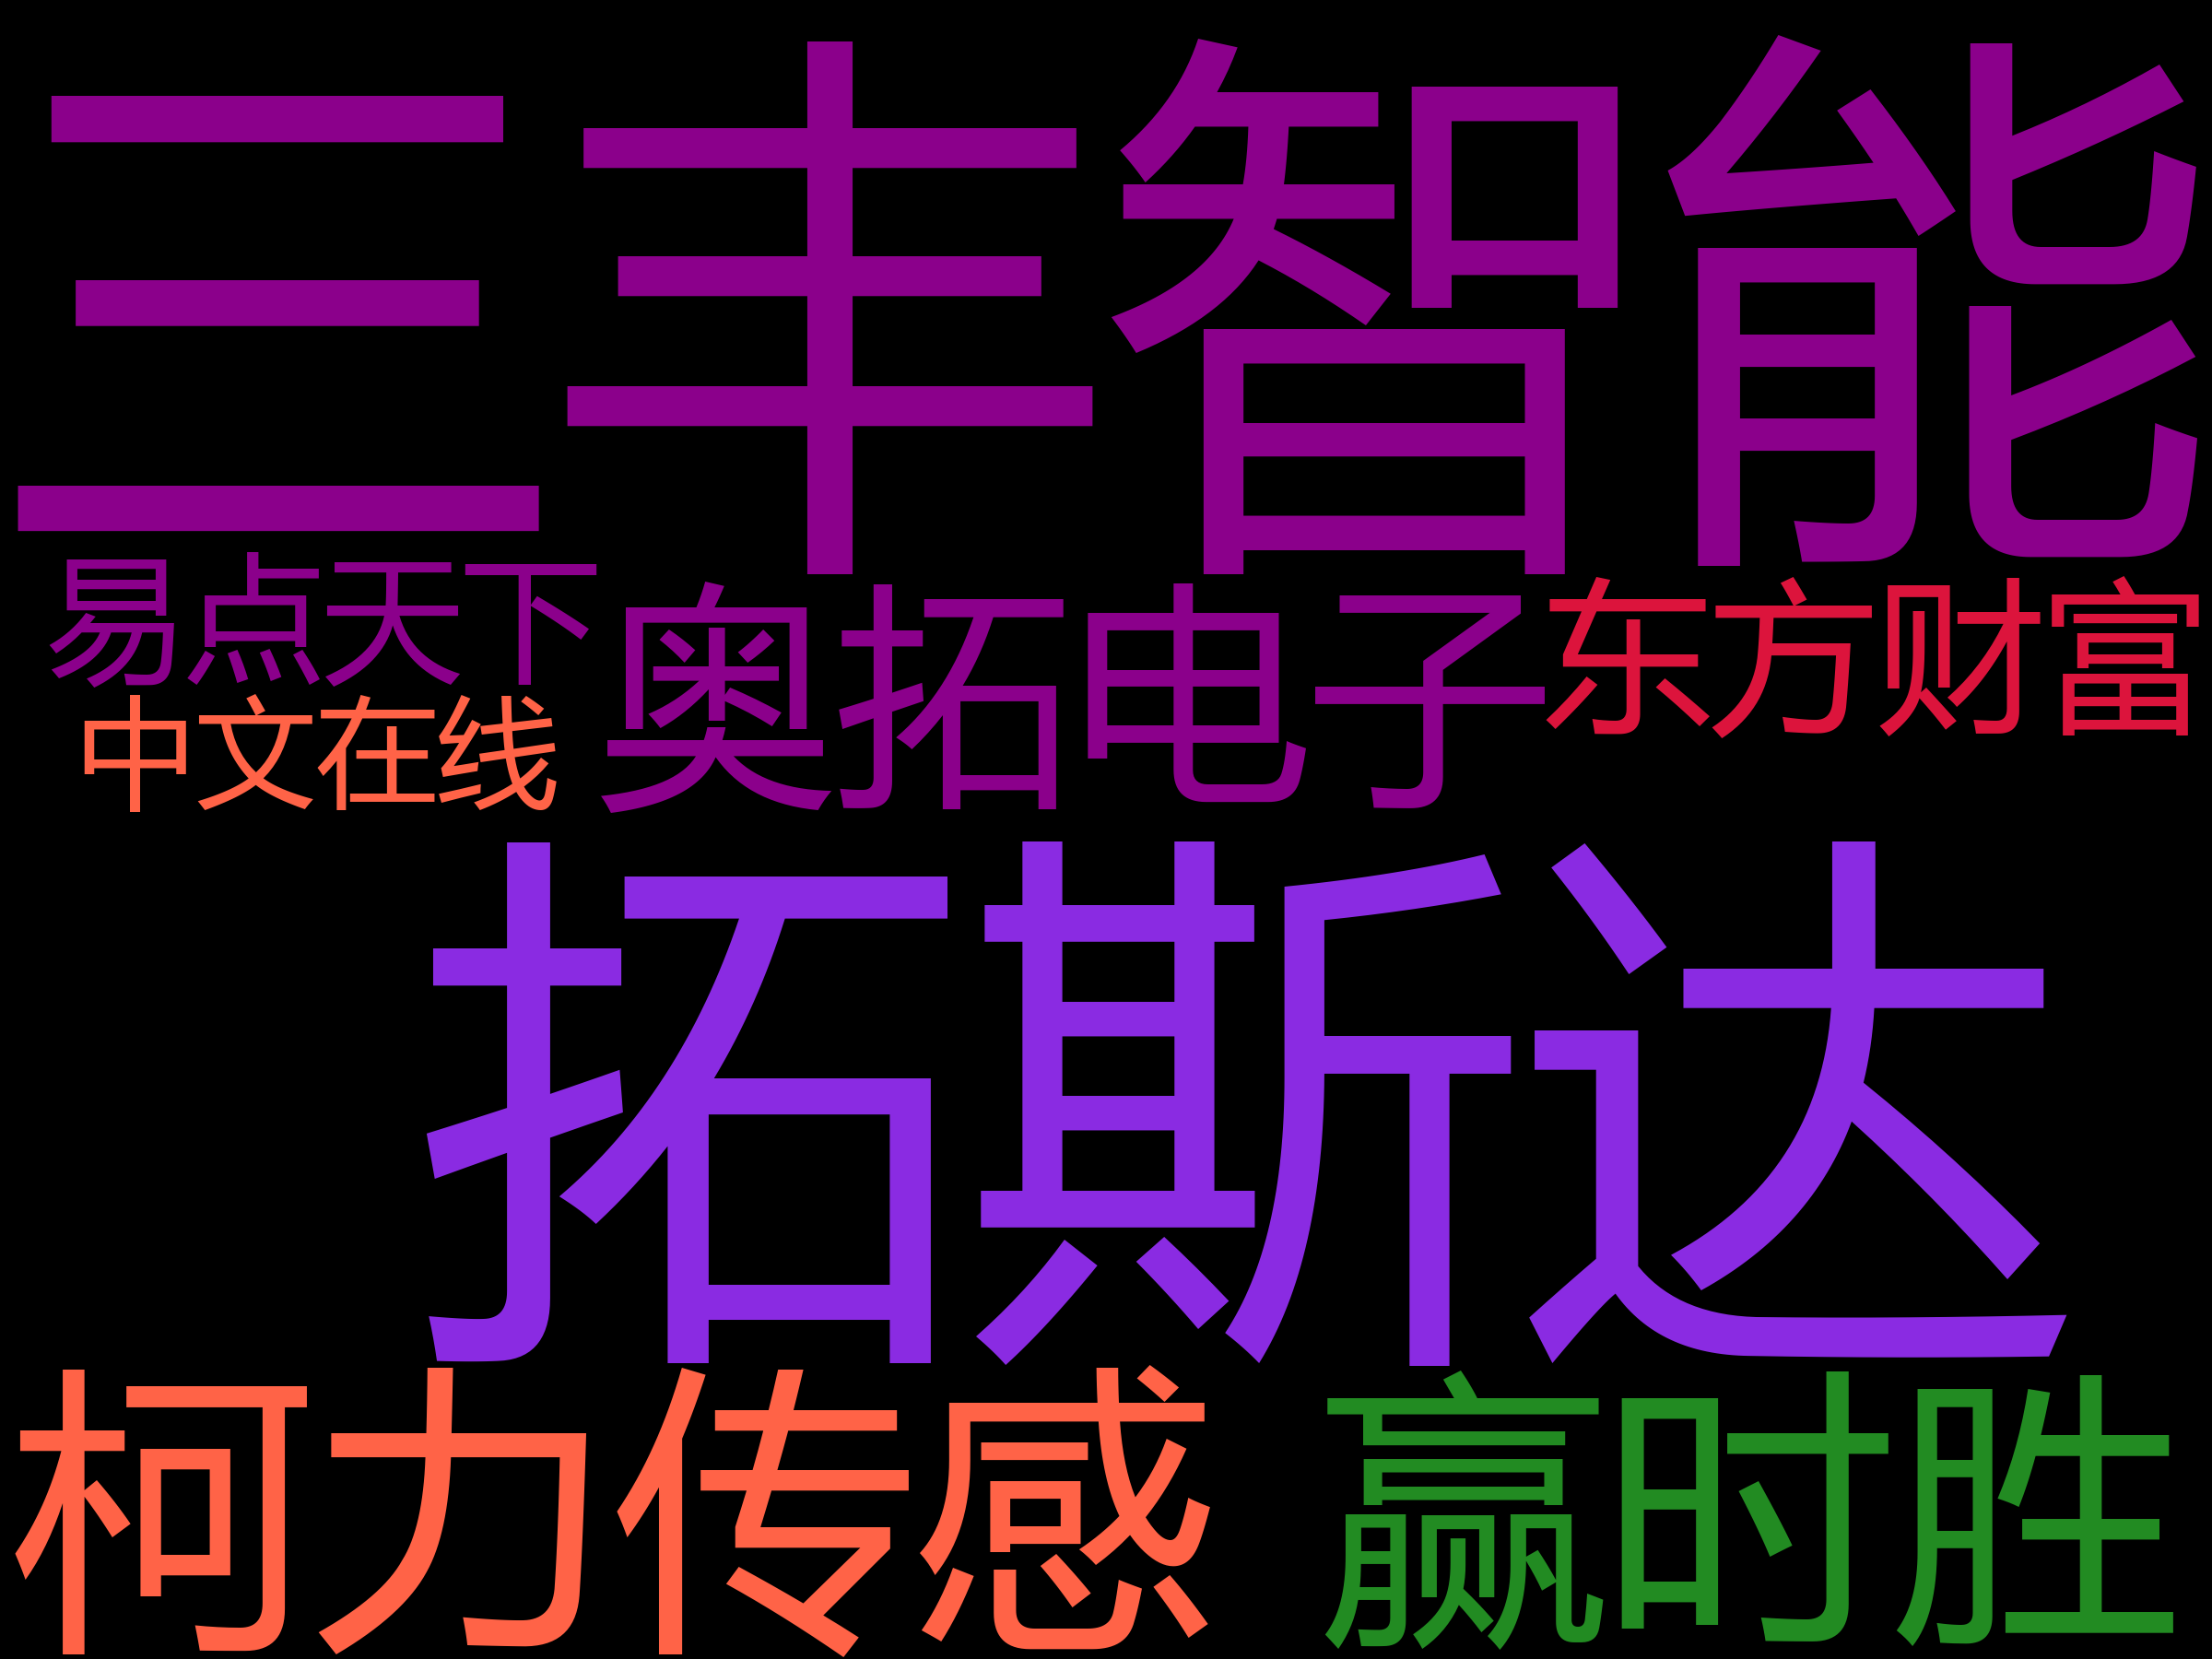 三丰智能
易点天下
奥拓电子
东方财富
中文在线
拓斯达
柯力传感
赢时胜